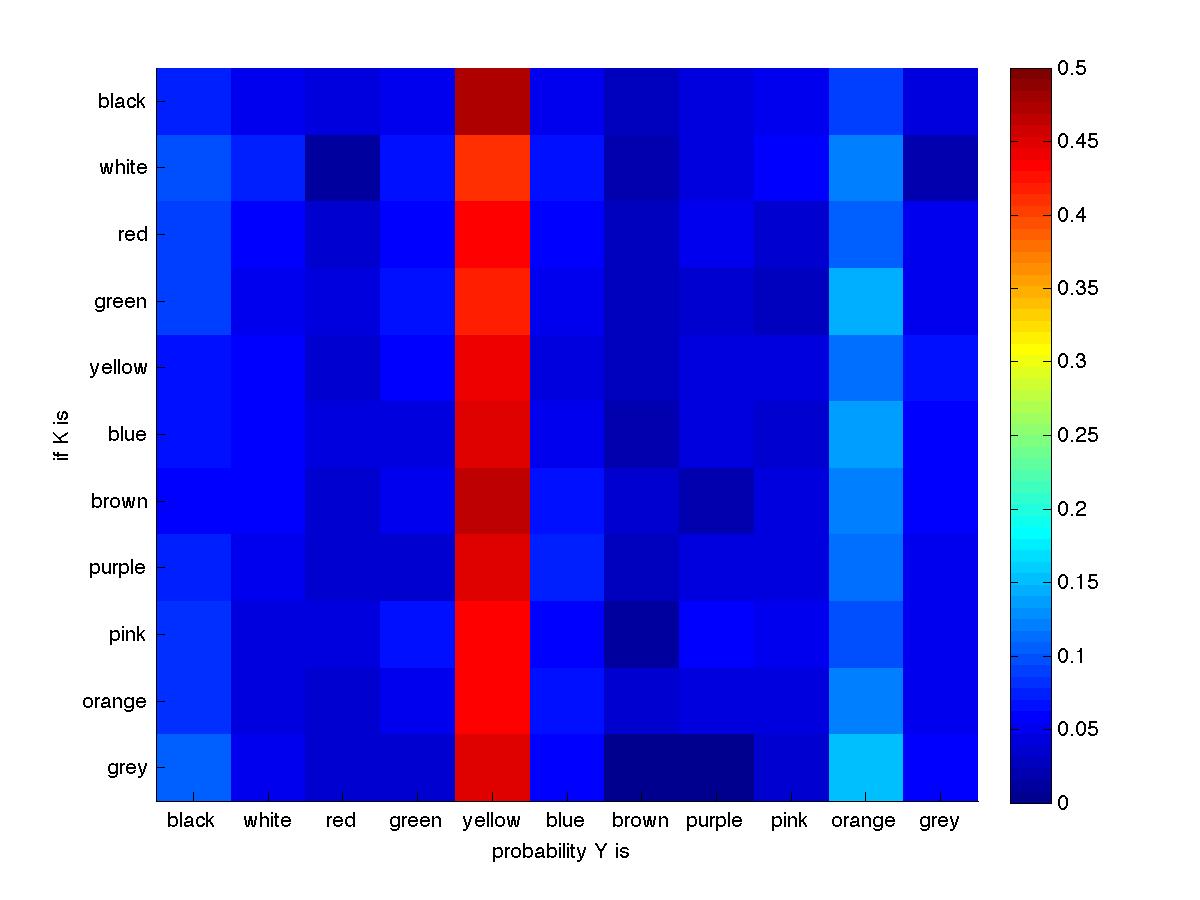 black
white
red
green
yellow
blue
brown
purple
pink
orange
grey
if K is
black white red green yellow blue brown purple pink orange grey
probability Y is
0.5
0.45
0.4
0.35
0.3
0.25
0.2
0.15
0.1
0.05
0